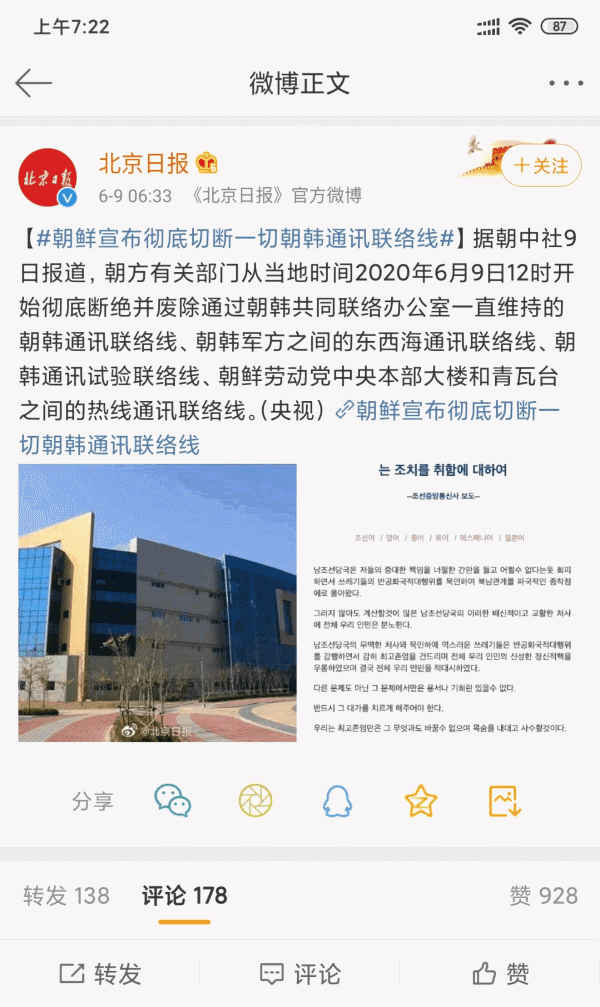 上午7:22
87
微博正文
北京日报
北京日报
+关注
6-9 06:33 《北京日报》官方微博
【#朝鲜宣布彻底切断一切朝韩通讯联络线#】据朝中社9
日报道，朝方有关部门从当地时间2020年6月9日12时开
始彻底断绝并废除通过朝韩共同联络办公室一直维持的
朝韩通讯联络线、朝韩军方之间的东西海通讯联络线、朝
韩通讯试验联络线、朝鲜劳动党中央本部大楼和青瓦台
之间的热线通讯联络线。（央视） 朝鲜宣布彻底切断一
切朝韩通讯联络线
@北京日报
는 조치를 취함에 대하여
--조선중앙통신사 보도--
조선어 / 영어 / 중어 / 로어 / 에스빠냐어 / 일본어
남조선당국은 저들의 중대한 책임을 너절한 간판을 들고 어쩔수 없다는듯 회피
하면서 쓰레기들의 반공화국적대행위를 묵인하여 북남관계를 파국적인 종착점
에로 몰아왔다.
그러지 않아도 계산할것이 많은 남조선당국의 이러한 배신적이고 교활한 처사
에 전체 우리 인민은 분노한다.
남조선당국의 무맥한 처사와 묵인하에 역스러운 쓰레기들은 반공화국적대행위
를 감행하면서 감히 최고존엄을 건드리며 전체 우리 인민의 신성한 정신적핵을
우롱하였으며 결국 전체 우리 인민을 적대시하였다.
다른 문제도 아닌 그 문제에서만은 용서나 기회란 있을수 없다.
반드시 그 대가를 치르게 해주어야 한다.
우리는 최고존엄만은 그 무엇과도 바꿀수 없으며 목숨을 내대고 사수할것이다.
分享
转发 138
评论 178
赞 928
转发
评论
赞